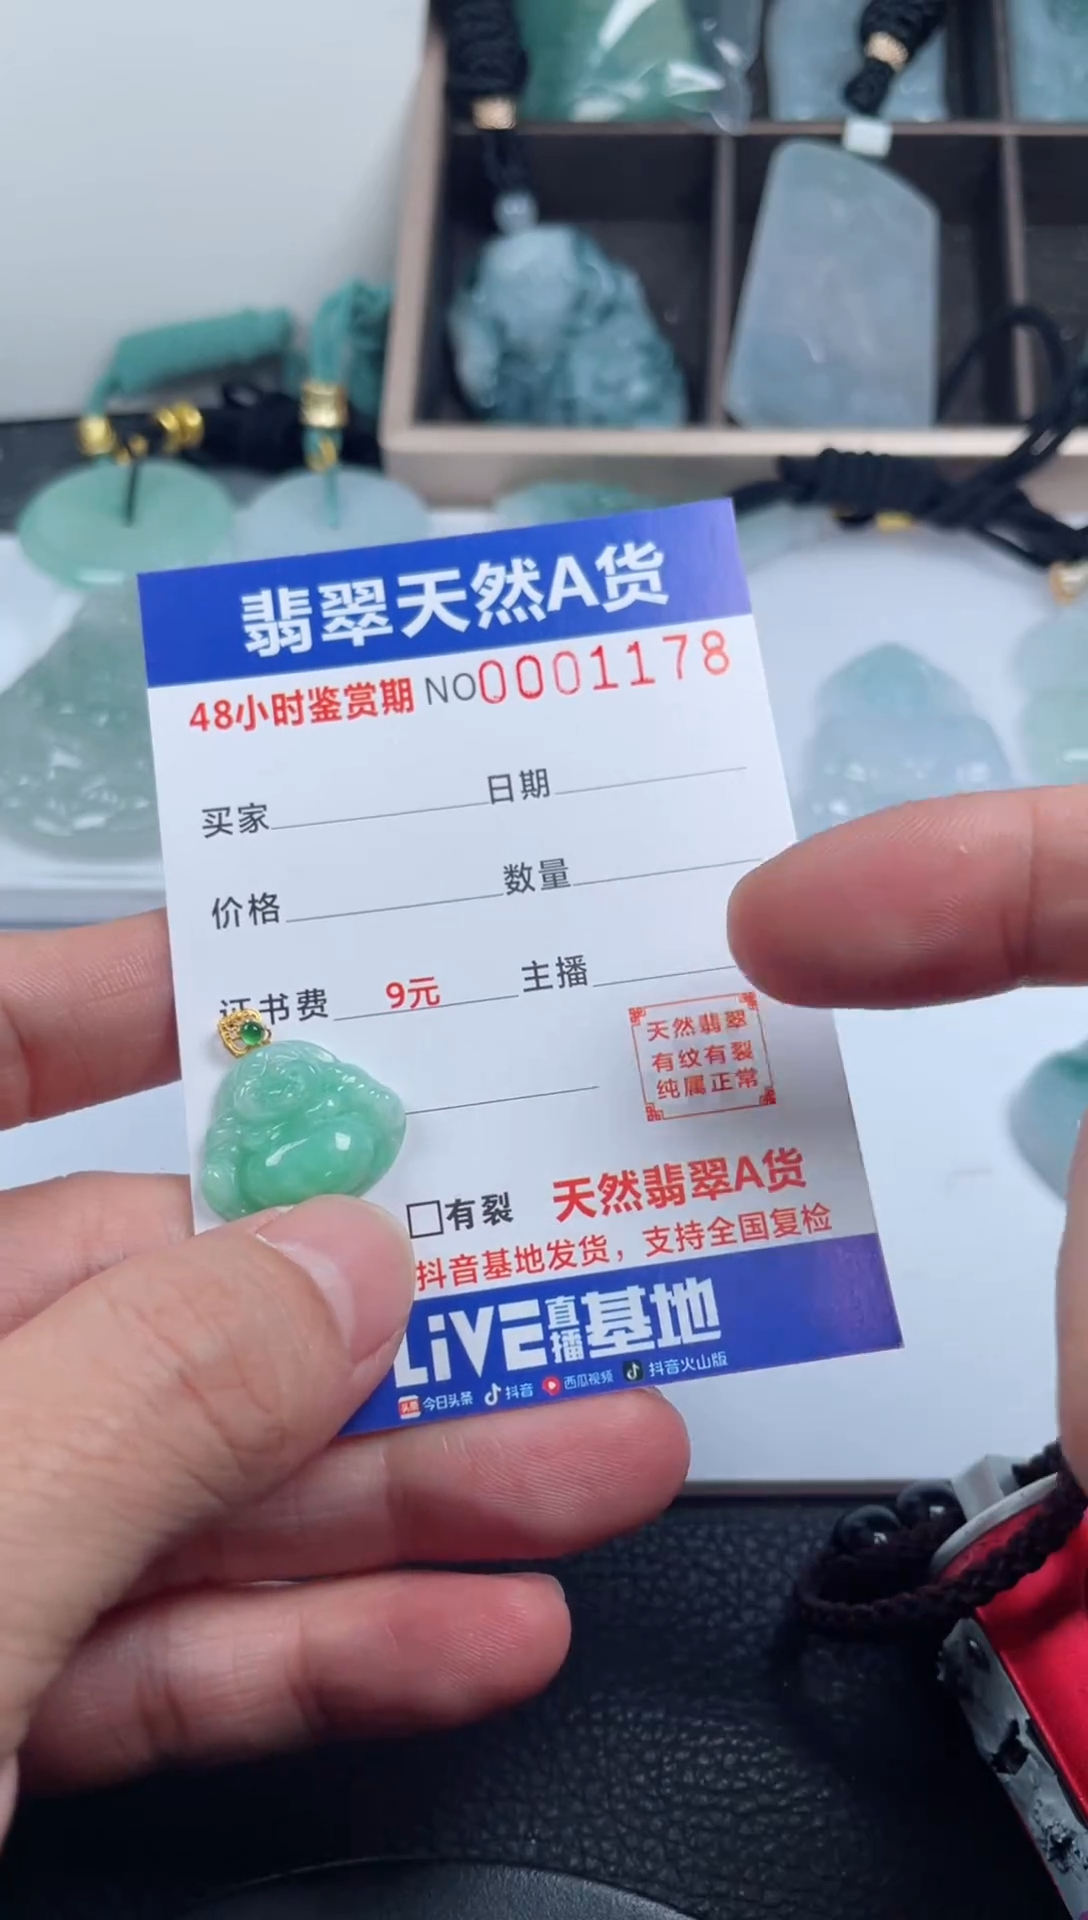 翡翠天然A货
48小时鉴赏期 NO0001178
买家 日期
价格 数量
证书费 9元 主播
天然翡翠
有纹有裂
纯属正常
有裂 天然翡翠A货
抖音基地发货，支持全国复检
LiVE直播基地
头条 今日头条 抖音 西瓜视频 抖音火山版